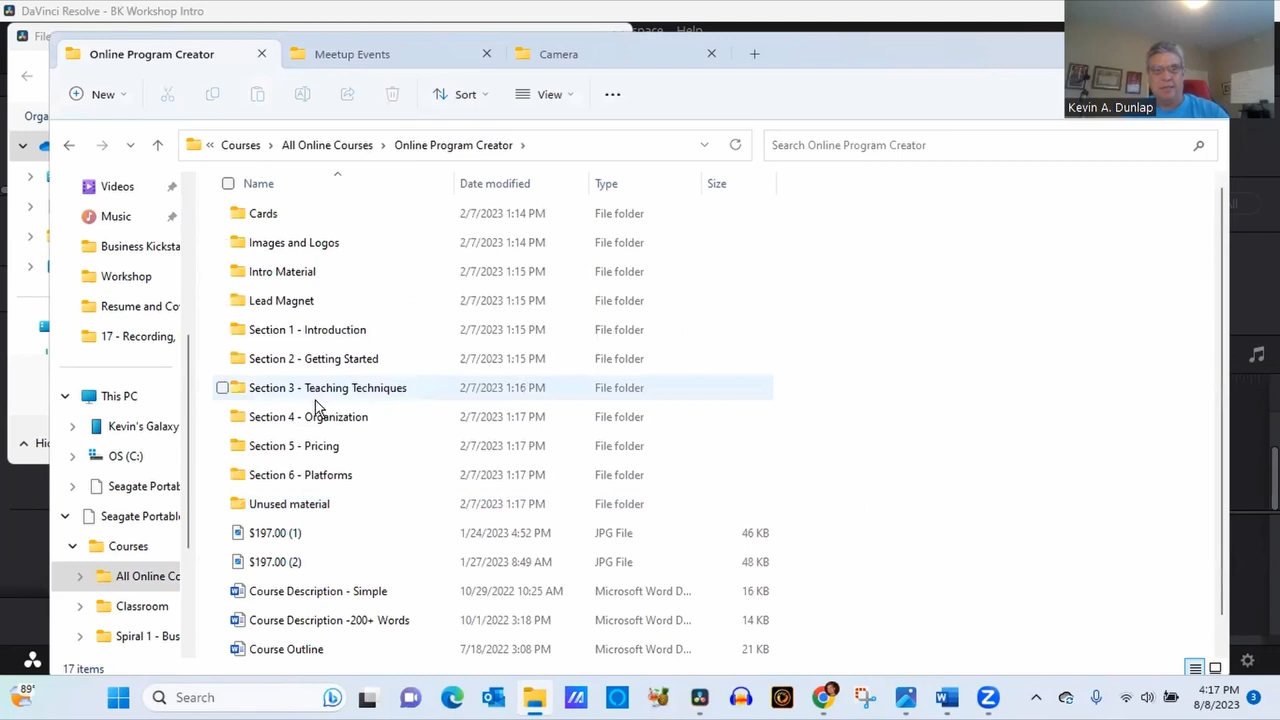 DaVinci Resolve - BK Workshop Intro
File
space Help
Online Program Creator
Meetup Events
Camera
Kevin A. Dunlap
New
Sort
View
Orga
Courses > All Online Courses > Online Program Creator >
Search Online Program Creator
Name Date modified Type Size
Videos
Music
Business Kicksta
Workshop
Resume and Co
17 - Recording,
This PC
Kevin's Galaxy
OS (C:)
Seagate Portab
Seagate Portable
Courses
All Online Co
Classroom
Spiral 1 - Bus
Hid
Cards 2/7/2023 1:14 PM File folder
Images and Logos 2/7/2023 1:14 PM File folder
Intro Material 2/7/2023 1:15 PM File folder
Lead Magnet 2/7/2023 1:15 PM File folder
Section 1 - Introduction 2/7/2023 1:15 PM File folder
Section 2 - Getting Started 2/7/2023 1:15 PM File folder
Section 3 - Teaching Techniques 2/7/2023 1:16 PM File folder
Section 4 - Organization 2/7/2023 1:17 PM File folder
Section 5 - Pricing 2/7/2023 1:17 PM File folder
Section 6 - Platforms 2/7/2023 1:17 PM File folder
Unused material 2/7/2023 1:17 PM File folder
$197.00 (1) 1/24/2023 4:52 PM JPG File 46 KB
$197.00 (2) 1/27/2023 8:49 AM JPG File 48 KB
Course Description - Simple 10/29/2022 10:25 AM Microsoft Word D... 16 KB
Course Description -200+ Words 10/1/2022 3:18 PM Microsoft Word D... 14 KB
Course Outline 7/18/2022 3:08 PM Microsoft Word D... 21 KB
17 items
89°
Search
4:17 PM
8/8/2023
3